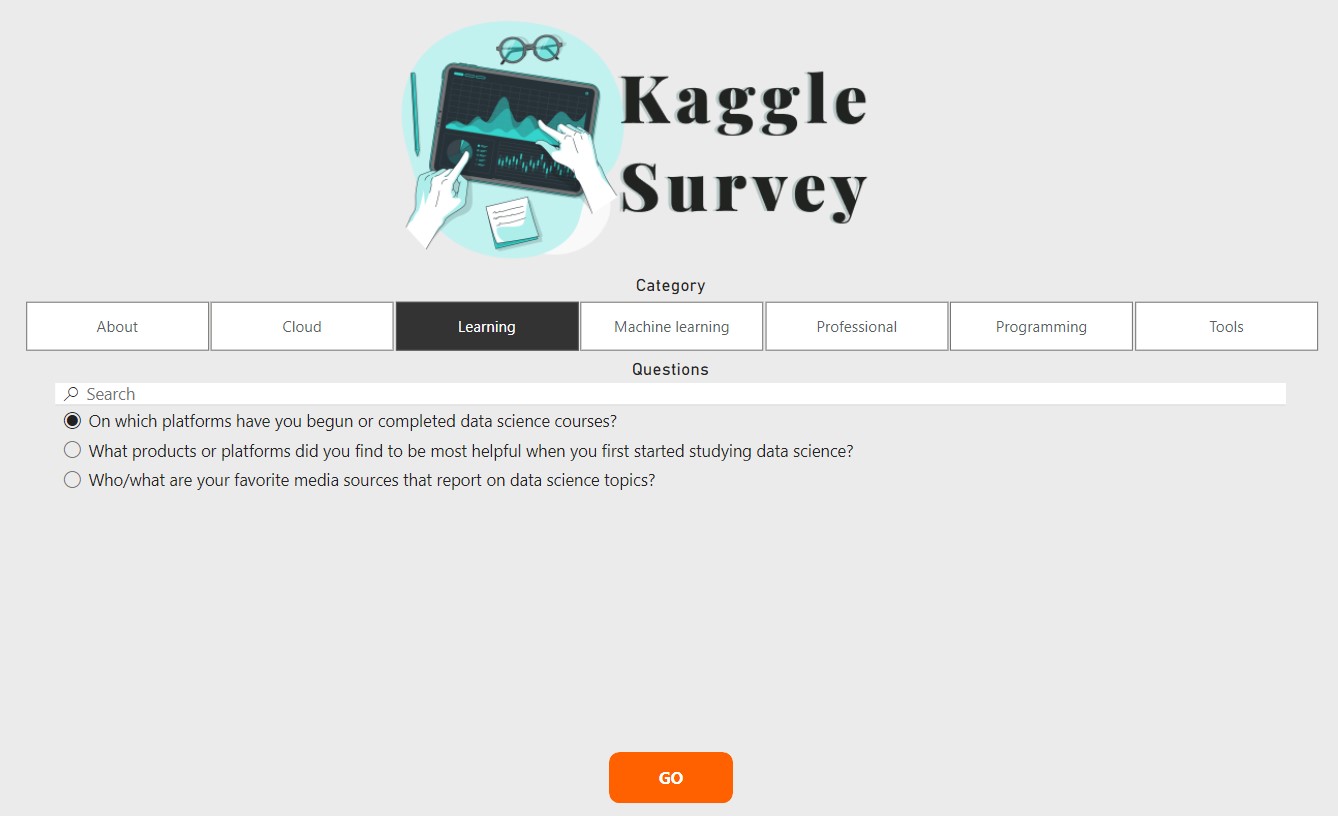 Kaggle
Survey
Category
About
Cloud
Learning
Machine learning
Professional
Programming
Tools
Questions
Search
On which platforms have you begun or completed data science courses?
What products or platforms did you find to be most helpful when you first started studying data science?
Who/what are your favorite media sources that report on data science topics?
GO